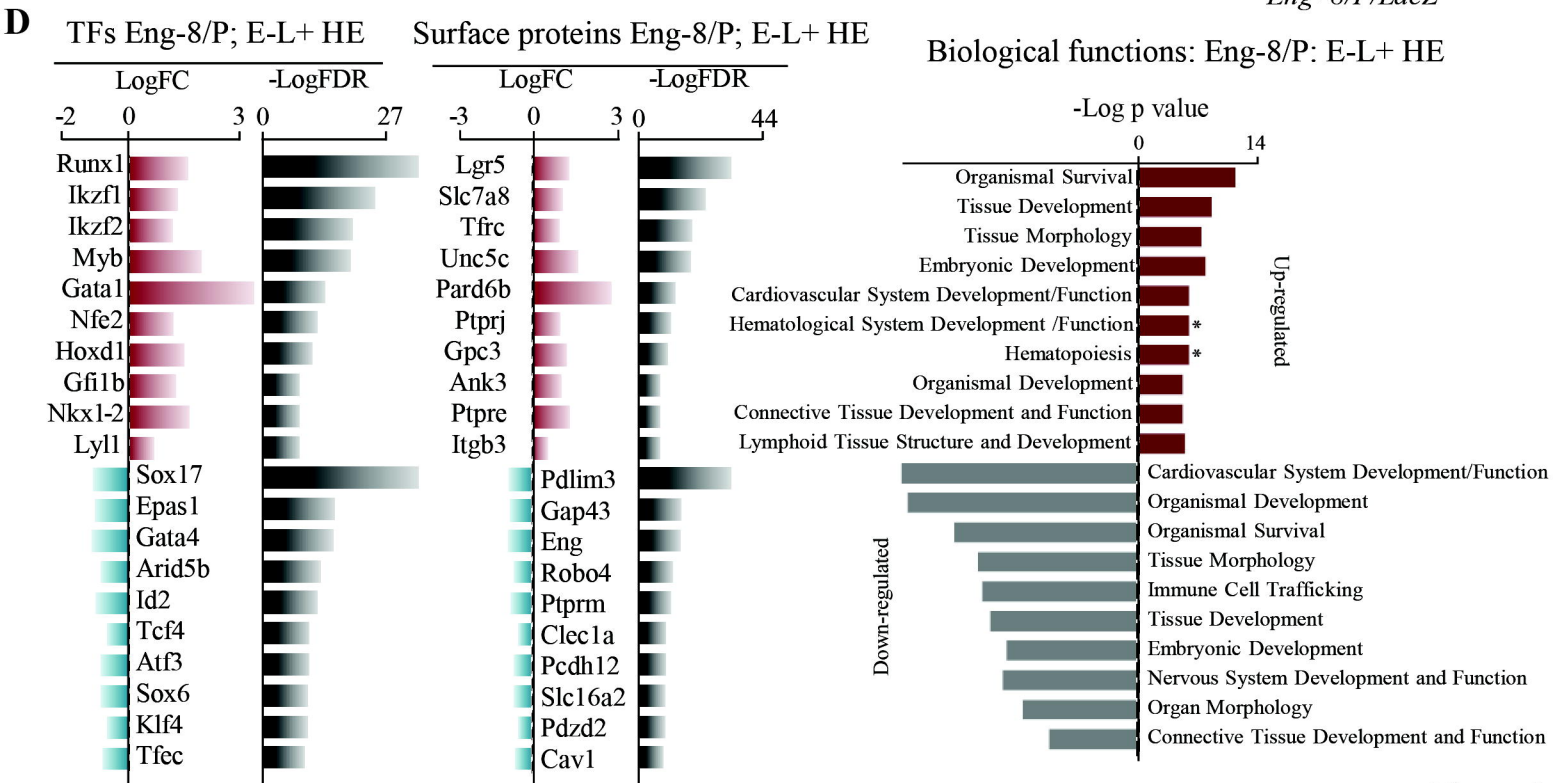 Eng-8/P/LacZ
D
TFs Eng-8/P; E-L+ HE
LogFC
-LogFDR
-2 0 3 0 27
Runx1
Ikzf1
Ikzf2
Myb
Gata1
Nfe2
Hoxd1
Gfi1b
Nkx1-2
Lyl1
Sox17
Epas1
Gata4
Arid5b
Id2
Tcf4
Atf3
Sox6
Klf4
Tfec
Surface proteins Eng-8/P; E-L+ HE
LogFC
-LogFDR
-3 0 3 0 44
Lgr5
Slc7a8
Tfrc
Unc5c
Pard6b
Ptprj
Gpc3
Ank3
Ptpre
Itgb3
Pdlim3
Gap43
Eng
Robo4
Ptprm
Clec1a
Pcdh12
Slc16a2
Pdzd2
Cav1
Biological functions: Eng-8/P: E-L+ HE
-Log p value
0 14
Organismal Survival
Tissue Development
Tissue Morphology
Embryonic Development
Cardiovascular System Development/Function
Hematological System Development /Function *
Hematopoiesis *
Organismal Development
Connective Tissue Development and Function
Lymphoid Tissue Structure and Development
Up-regulated
Cardiovascular System Development/Function
Organismal Development
Organismal Survival
Tissue Morphology
Immune Cell Trafficking
Tissue Development
Embryonic Development
Nervous System Development and Function
Organ Morphology
Connective Tissue Development and Function
Down-regulated